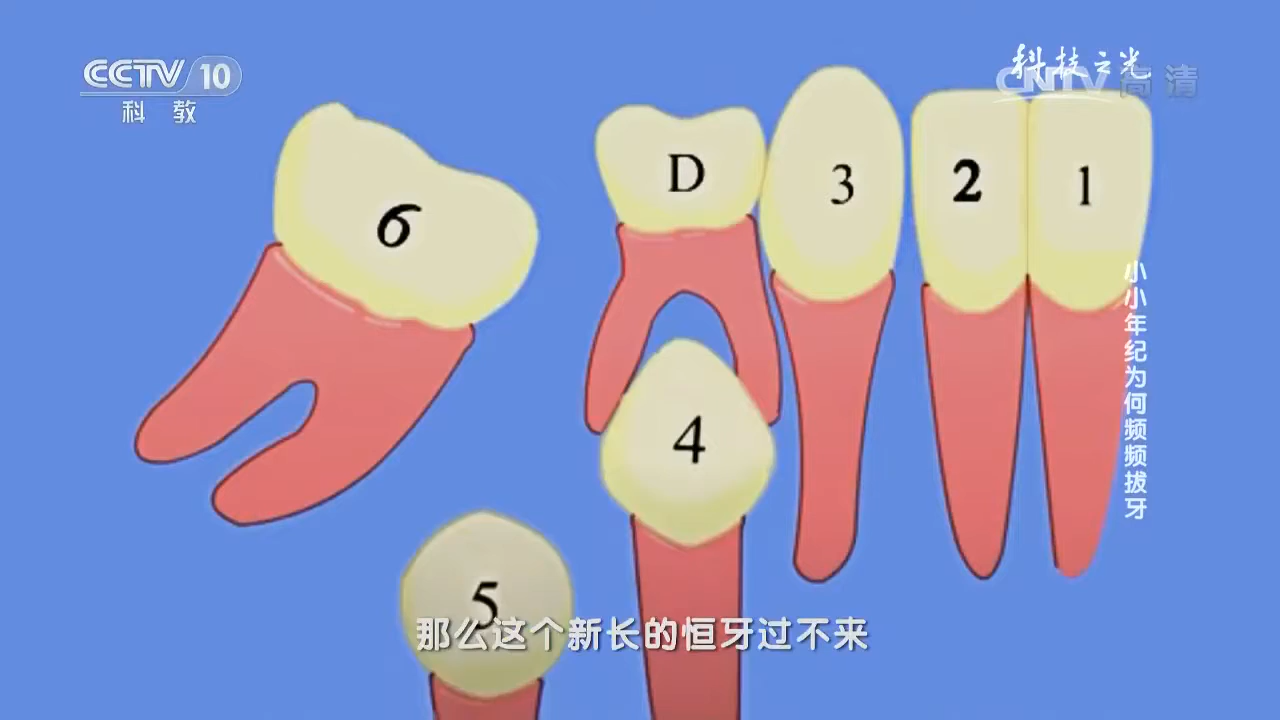 CCTV 10
科教
科技之光
CNTV 高清
6
D
3
2
1
4
5
小小年纪为何频频拔牙
那么这个新长的恒牙过不来